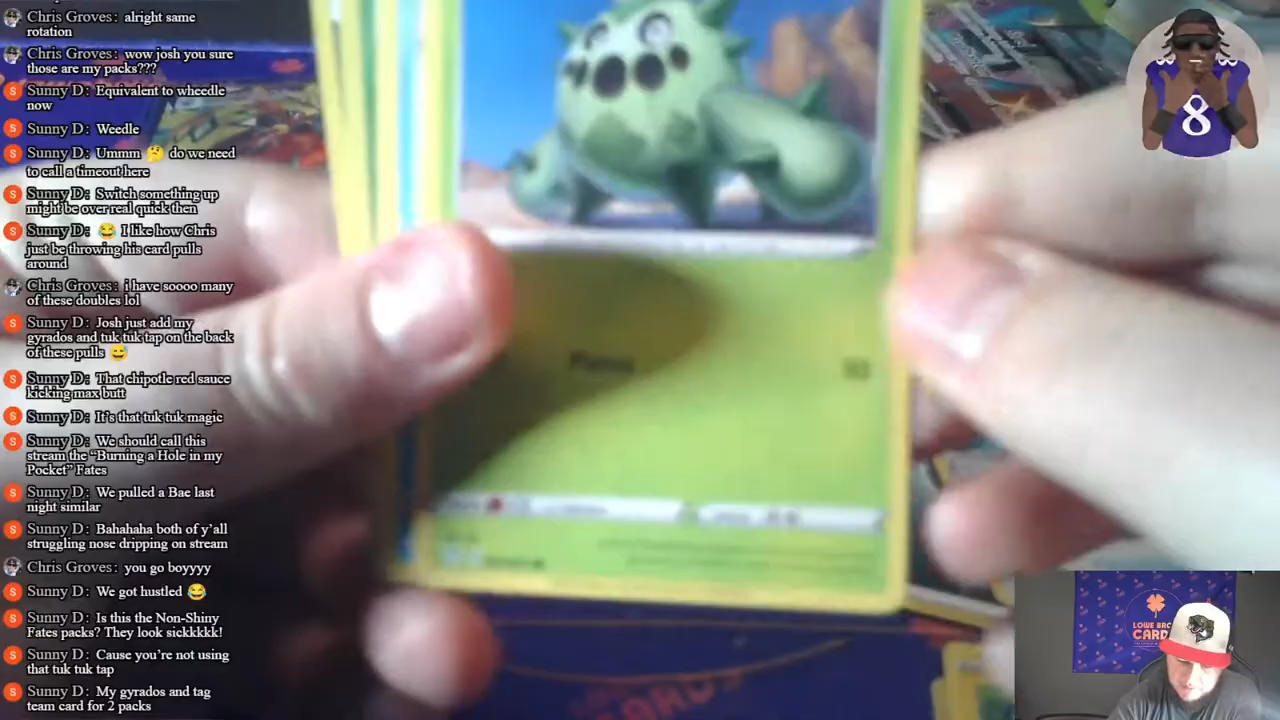 Chris Groves: alright same
rotation
Chris Groves: wow josh you sure
those are my packs???
Sunny D: Equivalent to wheedle
now
Sunny D: Weedle
Sunny D: Ummm 🤔 do we need
to call a timeout here
Sunny D: Switch something up
might be over real quick then
Sunny D: 😂 I like how Chris
just be throwing his card pulls
around
Chris Groves: i have soooo many
of these doubles lol
Sunny D: Josh just add my
gyrados and tuk tuk tap on the back
of these pulls 😅
Sunny D: That chipotle red sauce
kicking max butt
Sunny D: It's that tuk tuk magic
Sunny D: We should call this
stream the “Burning a Hole in my
Pocket” Fates
Sunny D: We pulled a Bae last
night similar
Sunny D: Bahahaha both of y'all
struggling nose dripping on stream
Chris Groves: you go boyyyy
Sunny D: We got hustled 😂
Sunny D: Is this the Non-Shiny
Fates packs? They look sickkkkk!
Sunny D: Cause you're not using
that tuk tuk tap
Sunny D: My gyrados and tag
team card for 2 packs
8
LOWE BRO
CARD
CARDS